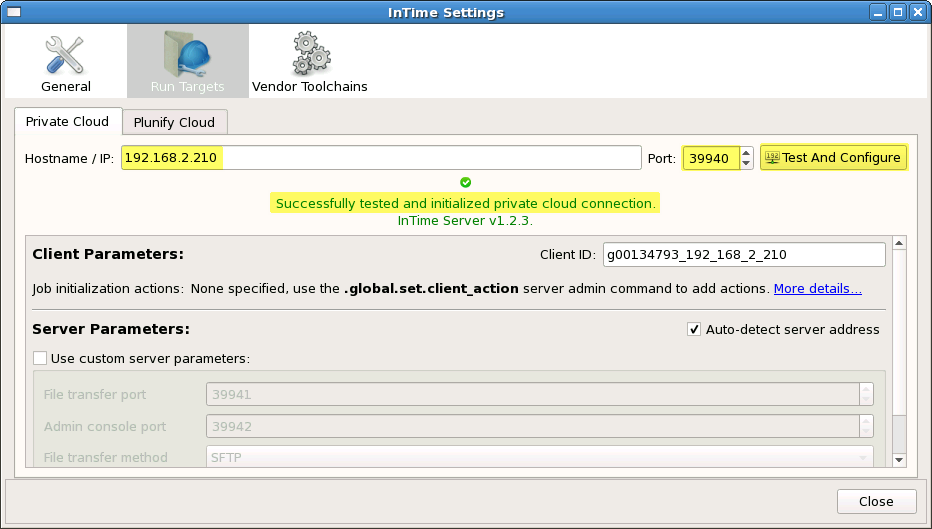 InTime Settings
General
Run Targets
Vendor Toolchains
Private Cloud
Plunify Cloud
Hostname / IP: 192.168.2.210 Port: 39940 Test And Configure
Successfully tested and initialized private cloud connection.
InTime Server v1.2.3.
Client Parameters: Client ID: g00134793_192_168_2_210
Job initialization actions: None specified, use the .global.set.client_action server admin command to add actions. More details...
Server Parameters: Auto-detect server address
Use custom server parameters:
File transfer port 39941
Admin console port 39942
File transfer method SFTP
Close